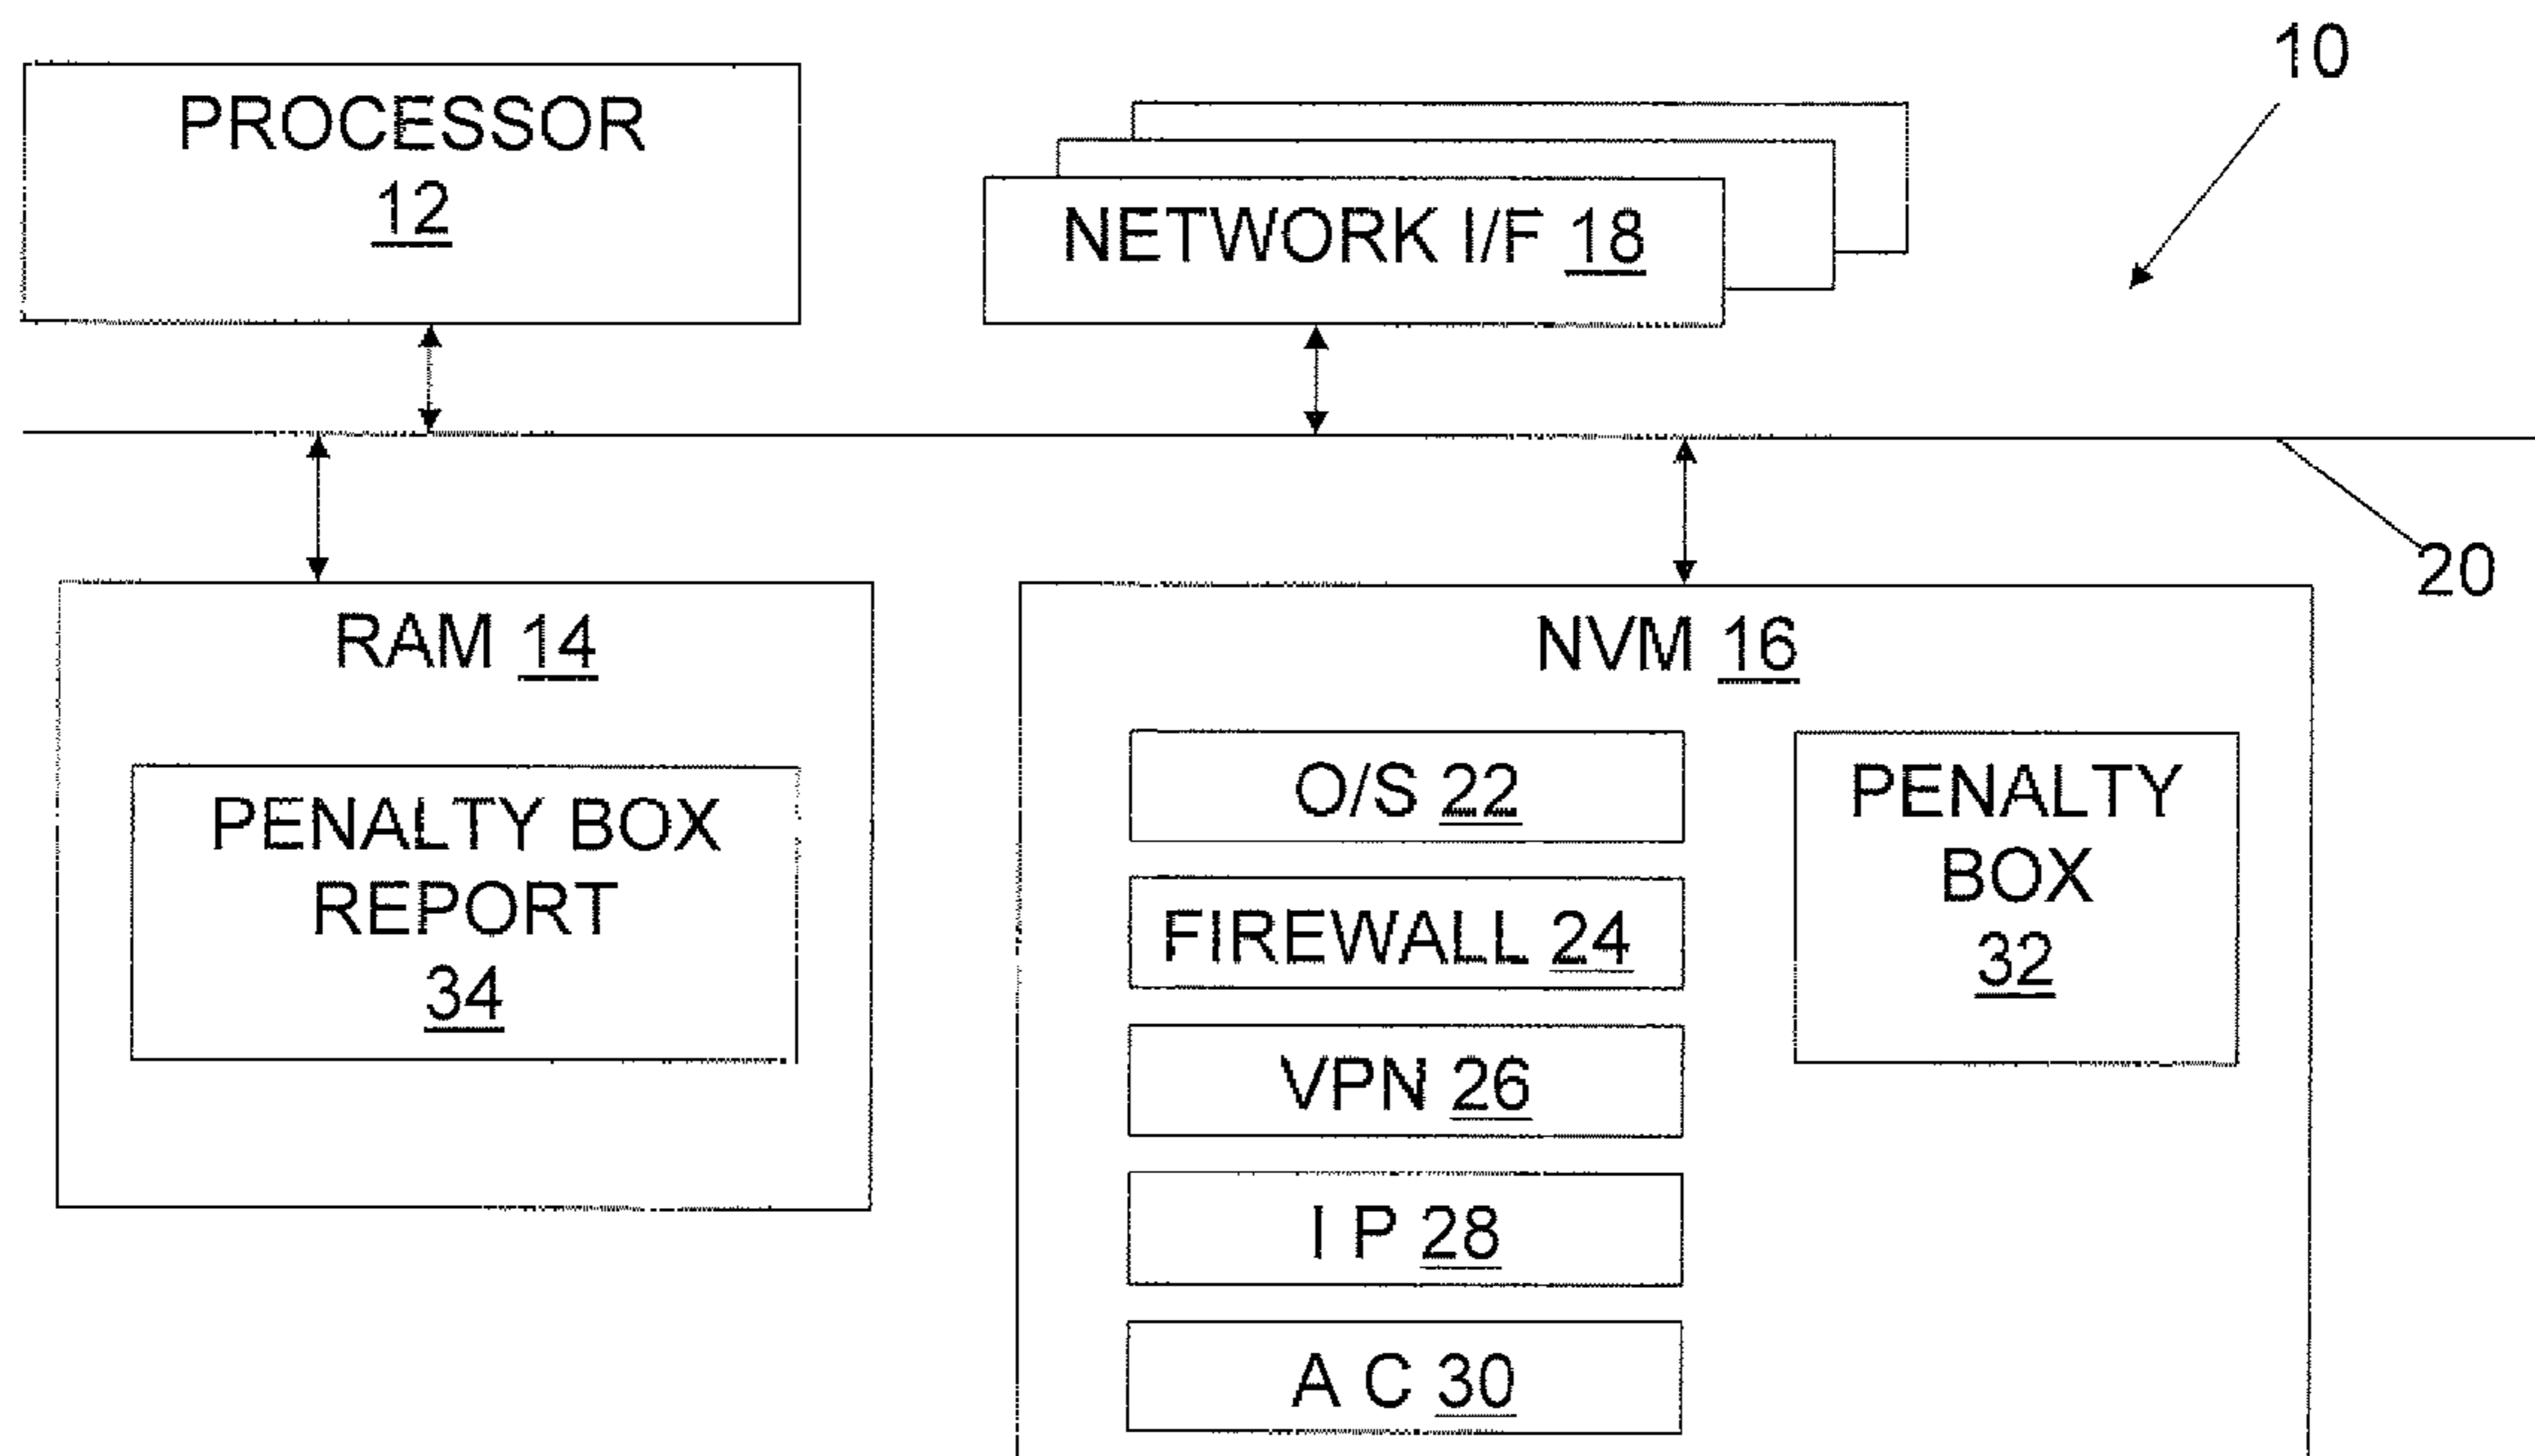 10
PROCESSOR
12
NETWORK I/F 18
20
RAM 14
PENALTY BOX
REPORT
34
NVM 16
O/S 22
FIREWALL 24
VPN 26
I P 28
A C 30
PENALTY
BOX
32